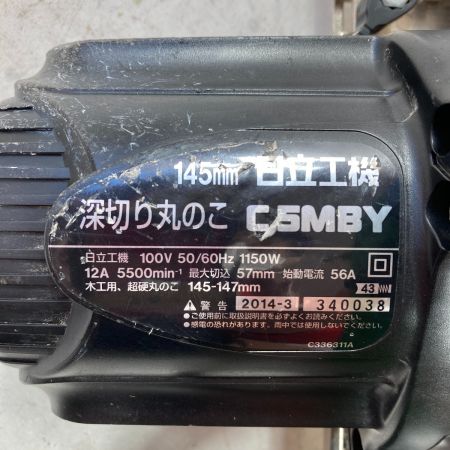 145mm 日立工機
深切り丸のこ C5MBY
日立工機 100V 50/60Hz 1150W
12A 5500min⁻¹ 最大切込 57mm 始動電流 56A
木工用、超硬丸のこ 145-147mm 43
警告 2014-3 340038
●ご使用前に取扱説明書を必ずよくお読みください。
●感電の恐れがあります。雨中では使用しないでください。
C336311A